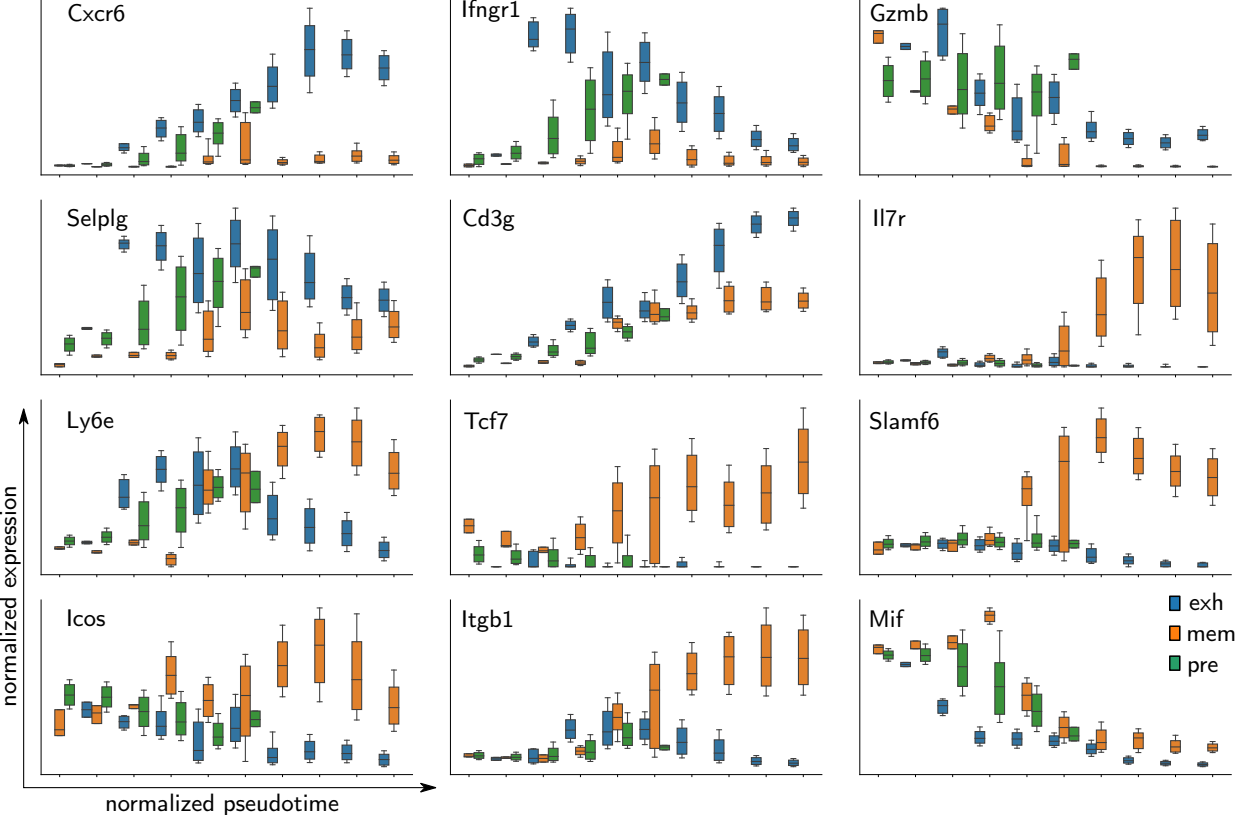 Cxcr6
Ifngr1
Gzmb
Selplg
Cd3g
Il7r
Ly6e
Tcf7
Slamf6
Icos
Itgb1
Mif
exh
mem
pre
normalized expression
normalized pseudotime